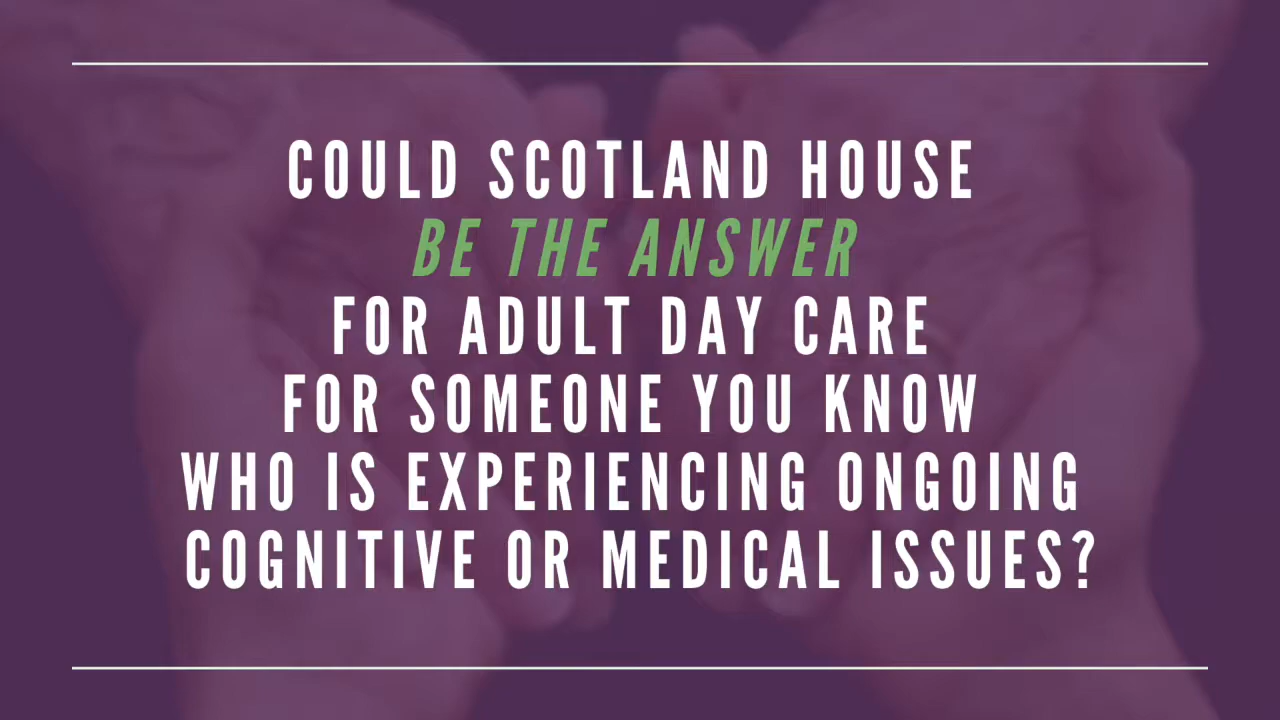 COULD SCOTLAND HOUSE
BE THE ANSWER
FOR ADULT DAY CARE
FOR SOMEONE YOU KNOW
WHO IS EXPERIENCING ONGOING
COGNITIVE OR MEDICAL ISSUES?